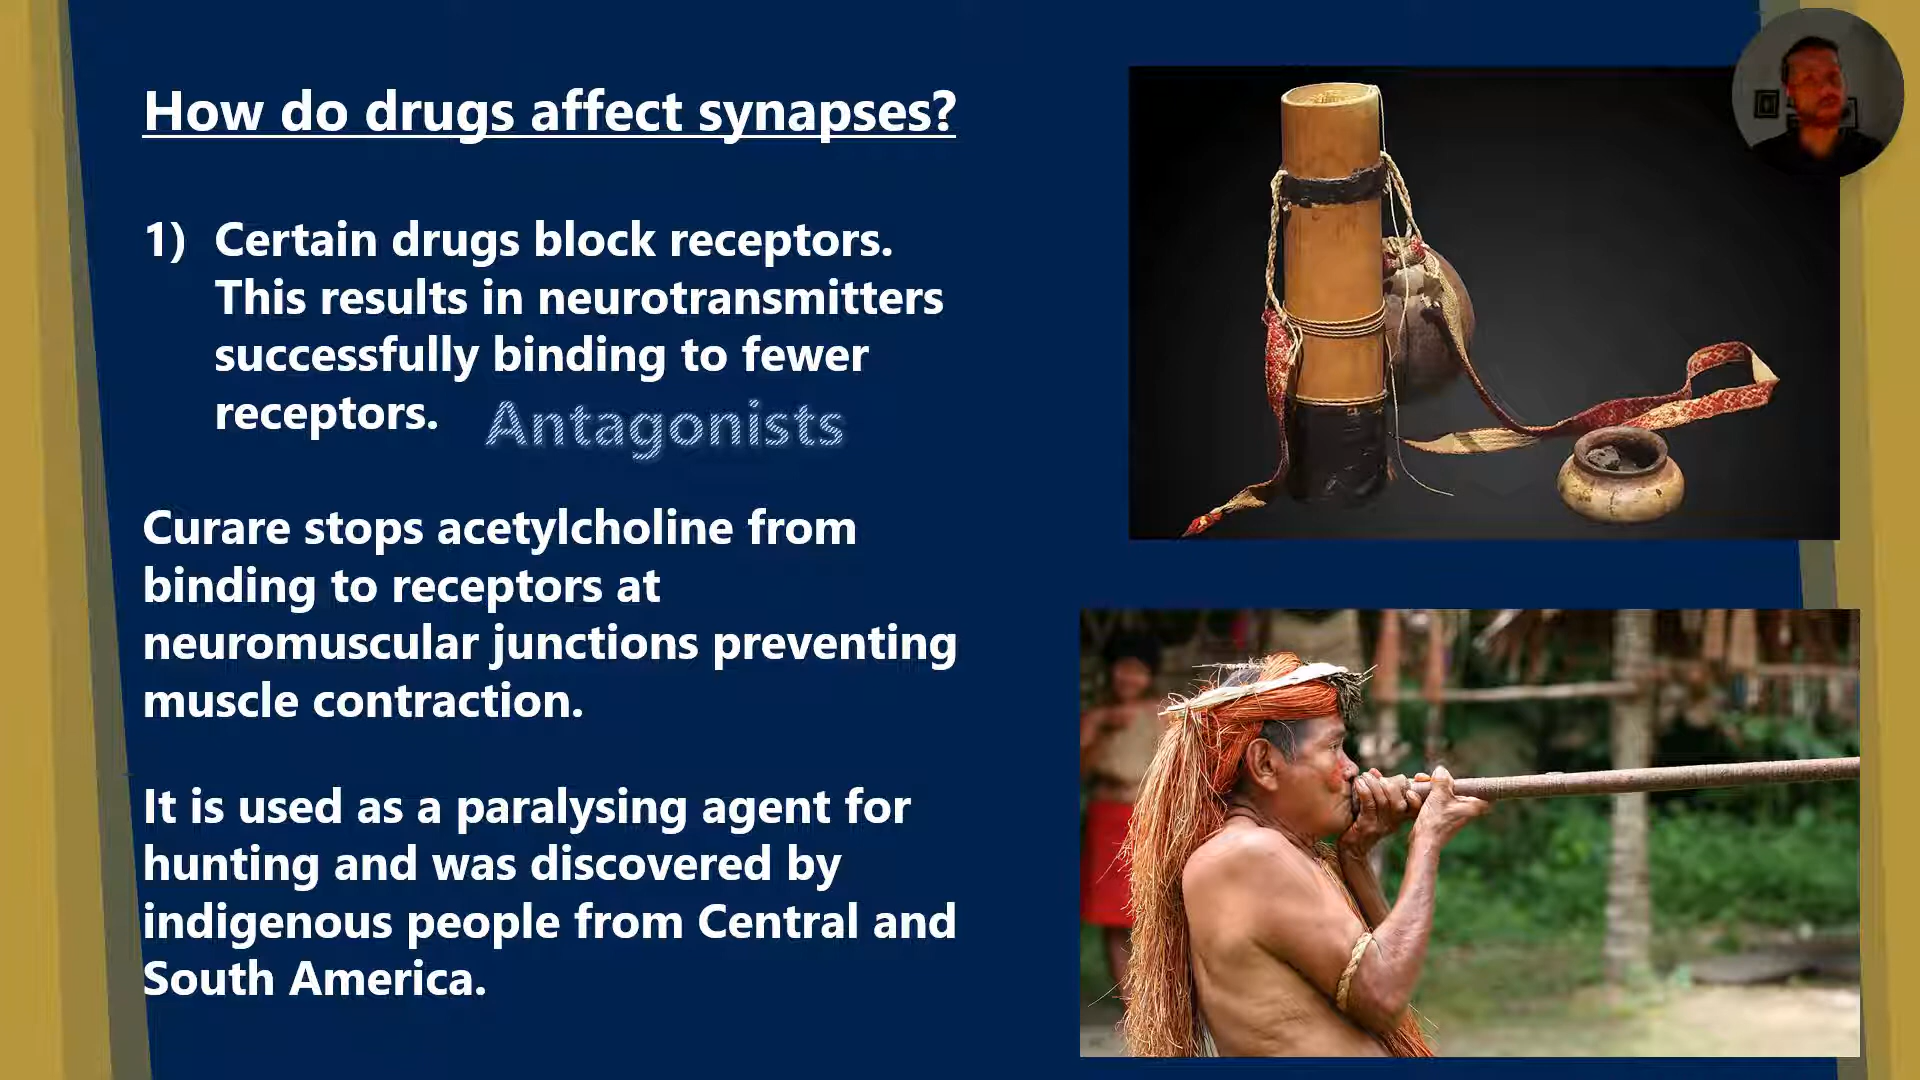 How do drugs affect synapses?
1) Certain drugs block receptors.
This results in neurotransmitters
successfully binding to fewer
receptors.
Antagonists
Curare stops acetylcholine from
binding to receptors at
neuromuscular junctions preventing
muscle contraction.
It is used as a paralysing agent for
hunting and was discovered by
indigenous people from Central and
South America.